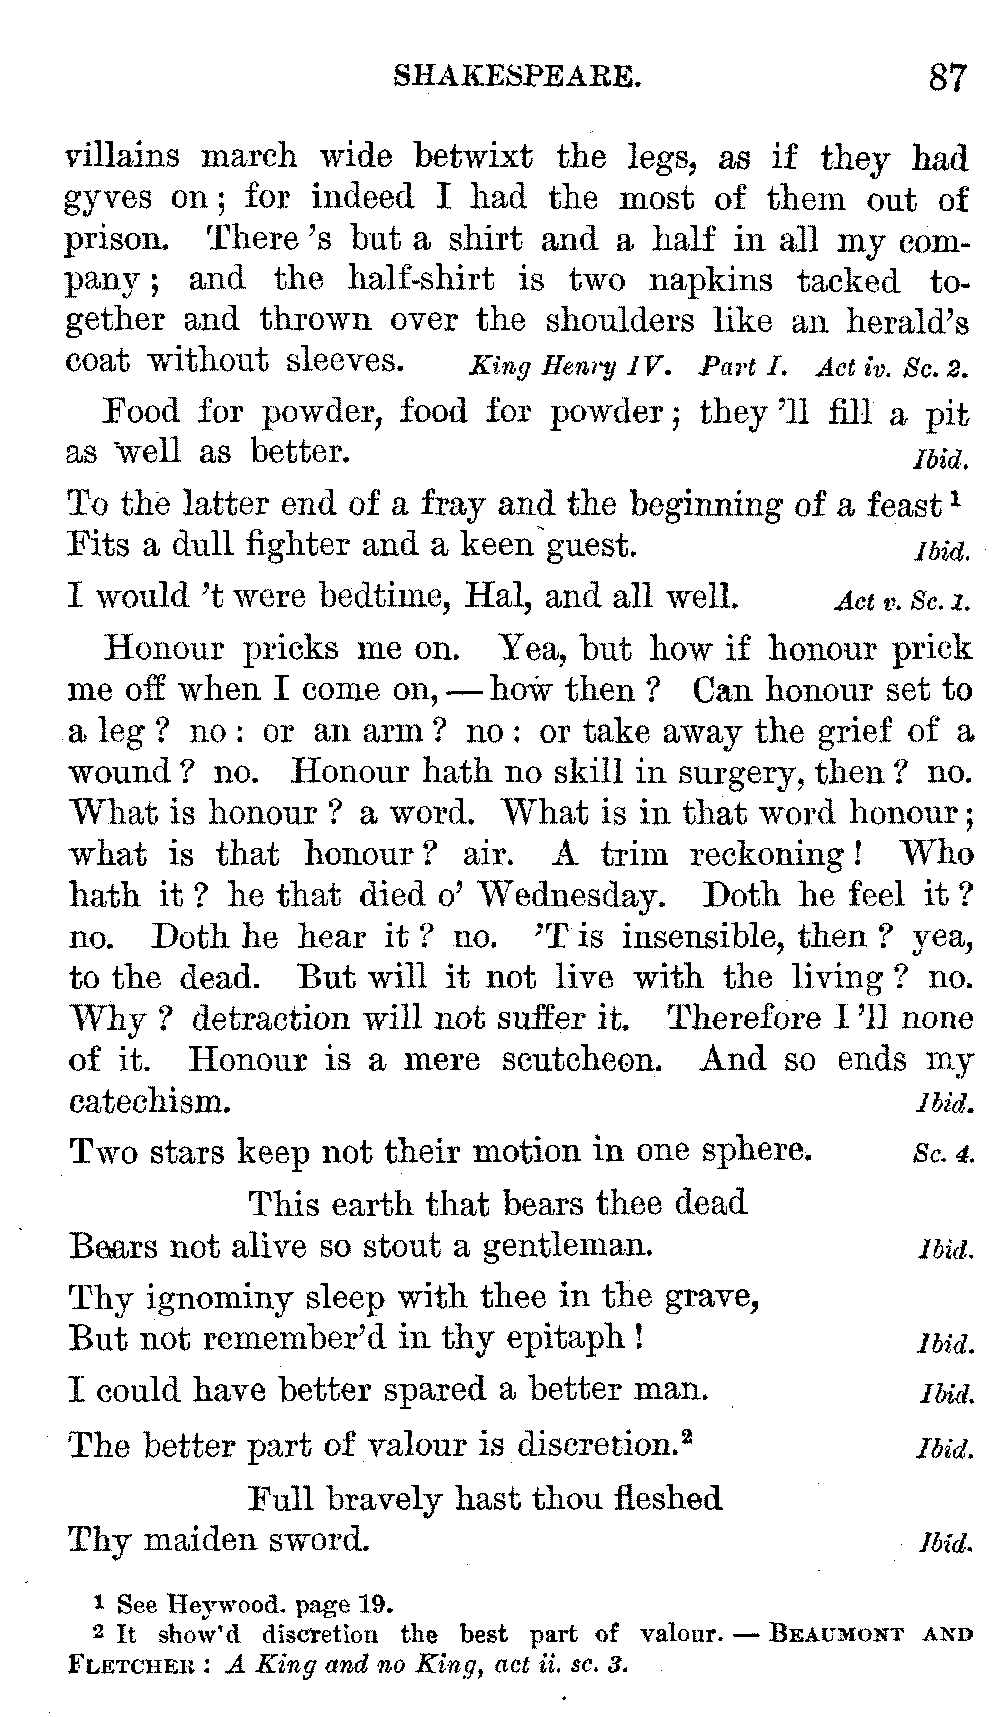 SHAKESPEARE. 87
villains march wide betwixt the legs, as if they had
gyves on; for indeed I had the most of them out of
prison. There 's but a shirt and a half in all my com-
pany; and the half-shirt is two napkins tacked to-
gether and thrown over the shoulders like an herald's
coat without sleeves. King Henry IV. Part I. Act iv. Sc. 2.
Food for powder, food for powder; they 'll fill a pit
as well as better. Ibid.
To the latter end of a fray and the beginning of a feast¹
Fits a dull fighter and a keen guest. Ibid.
I would 't were bedtime, Hal, and all well. Act v. Sc. 1.
Honour pricks me on. Yea, but how if honour prick
me off when I come on, — how then? Can honour set to
a leg? no: or an arm? no: or take away the grief of a
wound? no. Honour hath no skill in surgery, then? no.
What is honour? a word. What is in that word honour;
what is that honour? air. A trim reckoning! Who
hath it? he that died o' Wednesday. Doth he feel it?
no. Doth he hear it? no. 'T is insensible, then? yea,
to the dead. But will it not live with the living? no.
Why? detraction will not suffer it. Therefore I 'll none
of it. Honour is a mere scutcheon. And so ends my
catechism. Ibid.
Two stars keep not their motion in one sphere. Sc. 4.
This earth that bears thee dead
Bears not alive so stout a gentleman. Ibid.
Thy ignominy sleep with thee in the grave,
But not remember'd in thy epitaph! Ibid.
I could have better spared a better man. Ibid.
The better part of valour is discretion.² Ibid.
Full bravely hast thou fleshed
Thy maiden sword. Ibid.
¹ See Heywood. page 19.
² It show'd discretion the best part of valour. — BEAUMONT AND
FLETCHER: A King and no King, act ii. sc. 3.